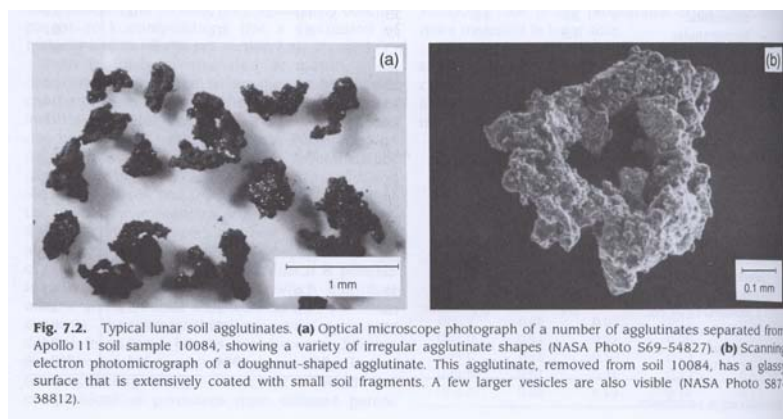 (a)
1 mm
(b)
0.1 mm
Fig. 7.2. Typical lunar soil agglutinates. (a) Optical microscope photograph of a number of agglutinates separated from
Apollo 11 soil sample 10084, showing a variety of irregular agglutinate shapes (NASA Photo S69-54827). (b) Scanning
electron photomicrograph of a doughnut-shaped agglutinate. This agglutinate, removed from soil 10084, has a glassy
surface that is extensively coated with small soil fragments. A few larger vesicles are also visible (NASA Photo S87-
38812).